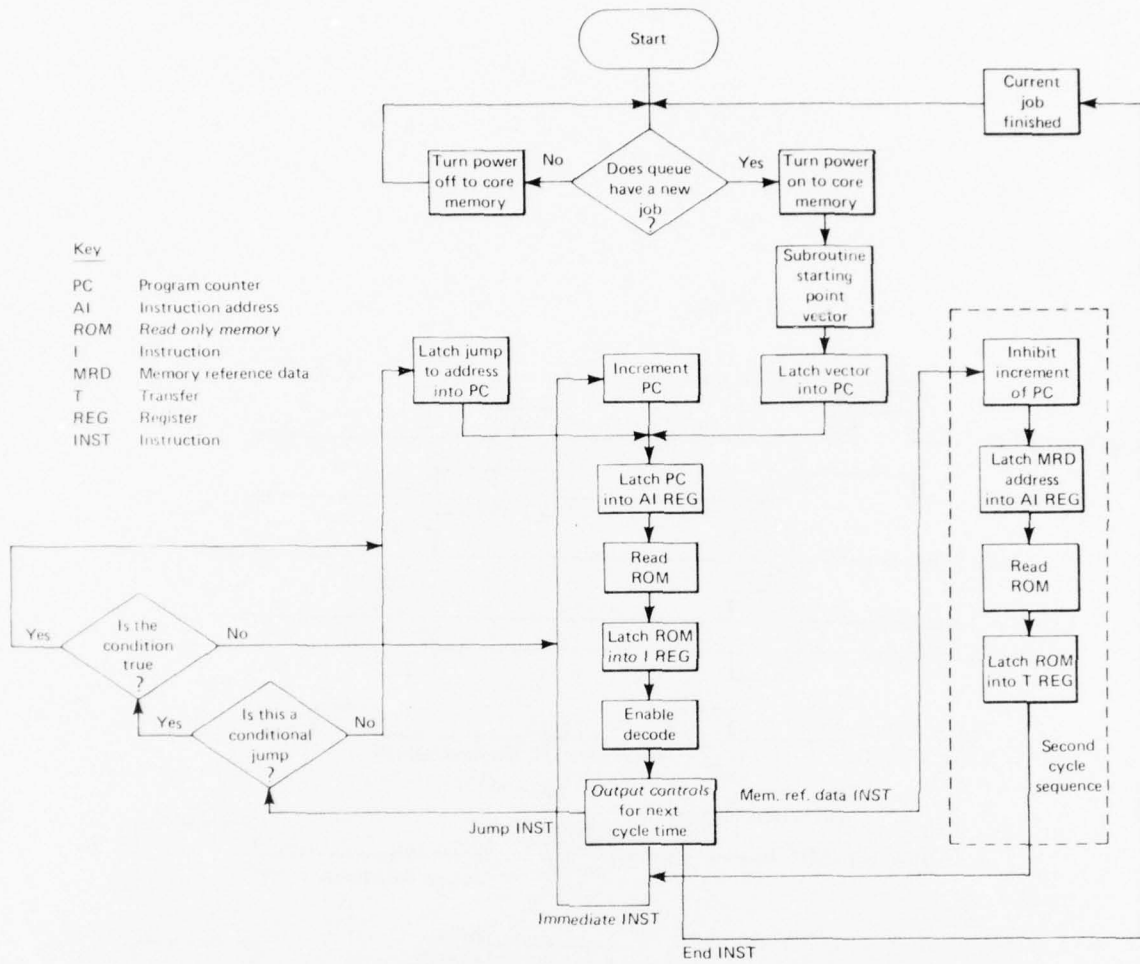 Start
Current
job
finished
Turn power
off to core
memory
No
Does queue
have a new
job
?
Yes
Turn power
on to core
memory
Subroutine
starting
point
vector
Key
PC Program counter
AI Instruction address
ROM Read only memory
I Instruction
MRD Memory reference data
T Transfer
REG Register
INST Instruction
Latch jump
to address
into PC
Increment
PC
Latch vector
into PC
Inhibit
increment
of PC
Latch PC
into AI REG
Latch MRD
address
into AI REG
Read
ROM
Read
ROM
Yes
Is the
condition
true
?
No
Latch ROM
into I REG
Latch ROM
into T REG
Yes
Is this a
conditional
jump
?
No
Enable
decode
Second
cycle
sequence
Output controls
for next
cycle time
Mem. ref. data INST
Jump INST
Immediate INST
End INST